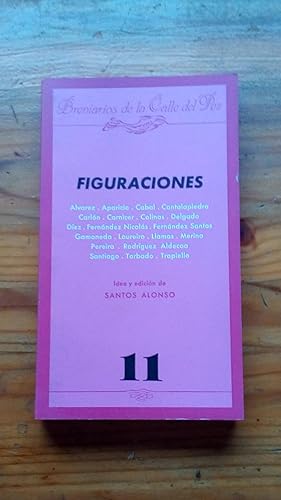 Breviarios de la Calle del Pez
FIGURACIONES
Alvarez . Aparicio . Cabal . Cantalapiedra
Carlón . Carnicer . Colinas . Delgado
Díez . Fernández Nicolás . Fernández Santos
Gamoneda . Loureiro . Llamas . Merino
Pereira . Rodríguez Aldecoa
Santiago . Torbado . Trapiello
Idea y edición de
SANTOS ALONSO
11